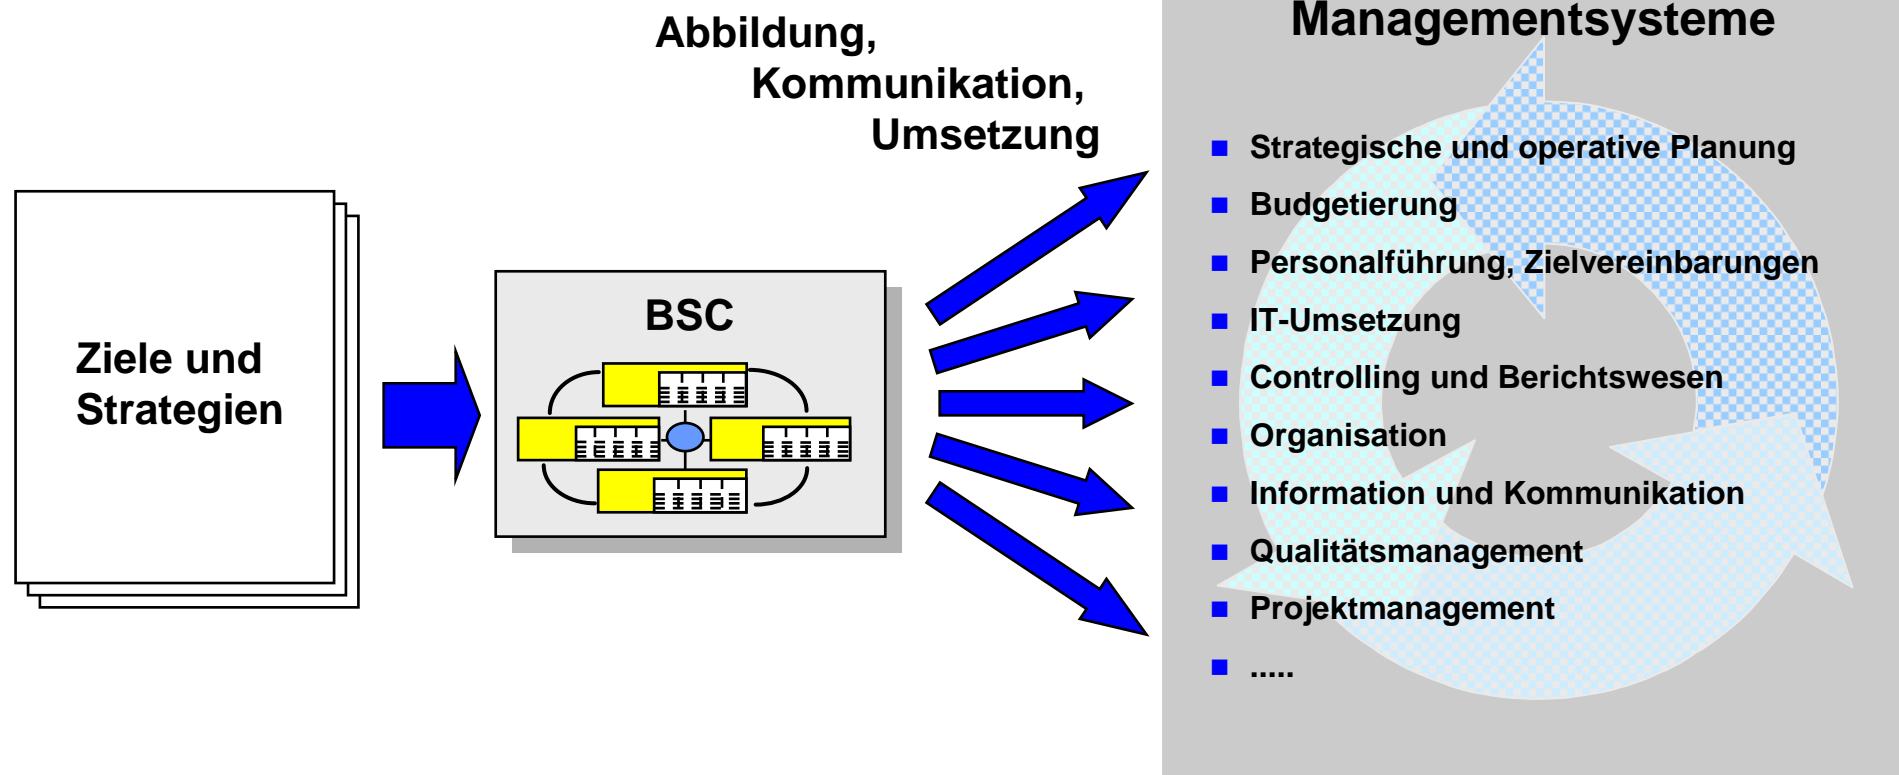 Abbildung,
Kommunikation,
Umsetzung
Ziele und
Strategien
BSC
Managementsysteme
Strategische und operative Planung
Budgetierung
Personalführung, Zielvereinbarungen
IT-Umsetzung
Controlling und Berichtswesen
Organisation
Information und Kommunikation
Qualitätsmanagement
Projektmanagement
.....